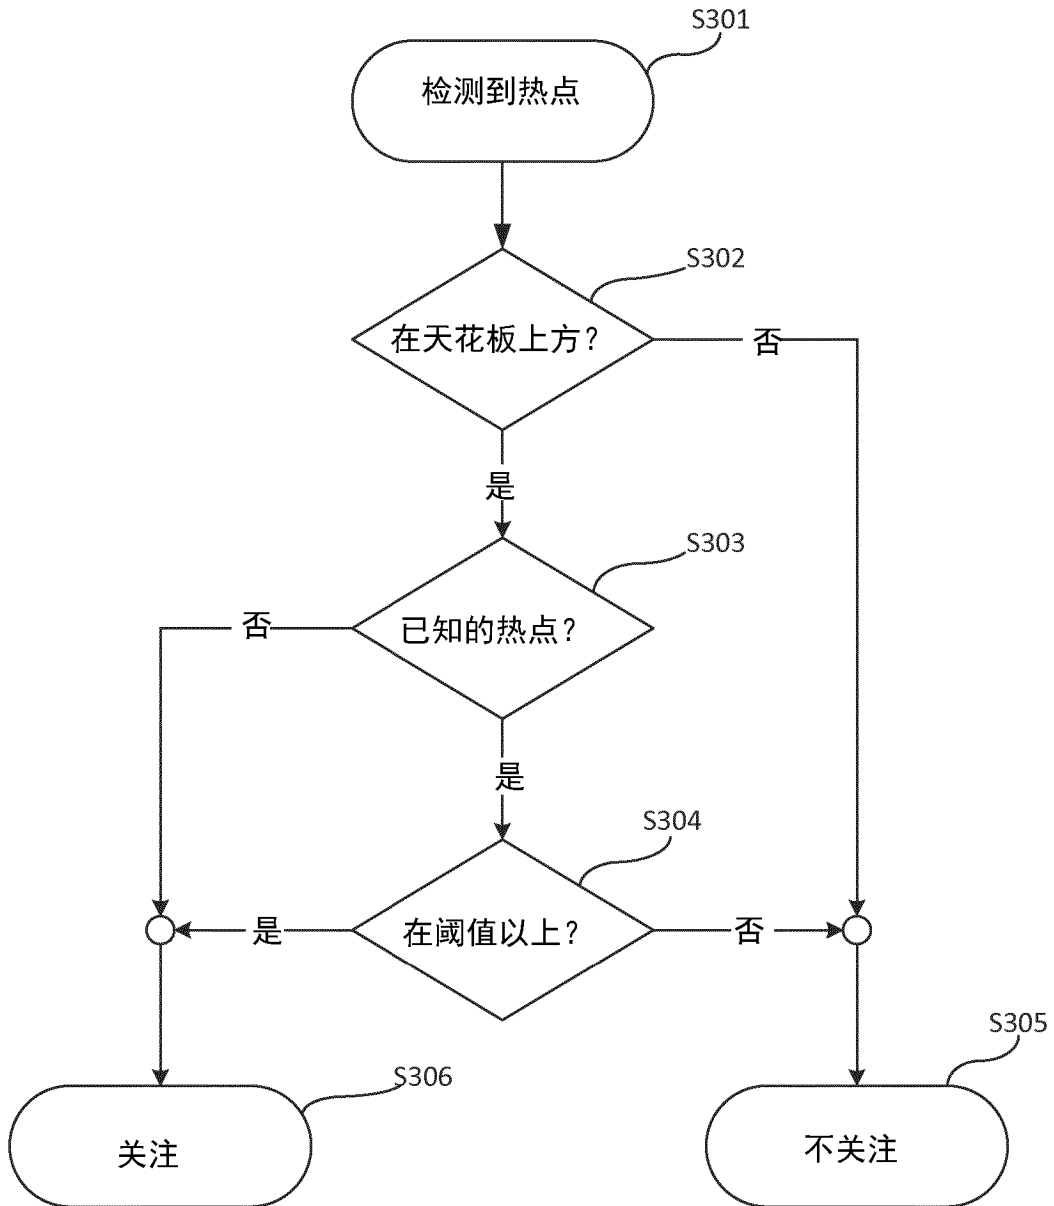 S301
检测到热点
S302
在天花板上方?
否
是
S303
已知的热点?
否
是
S304
在阈值以上?
是
否
S305
S306
关注
不关注